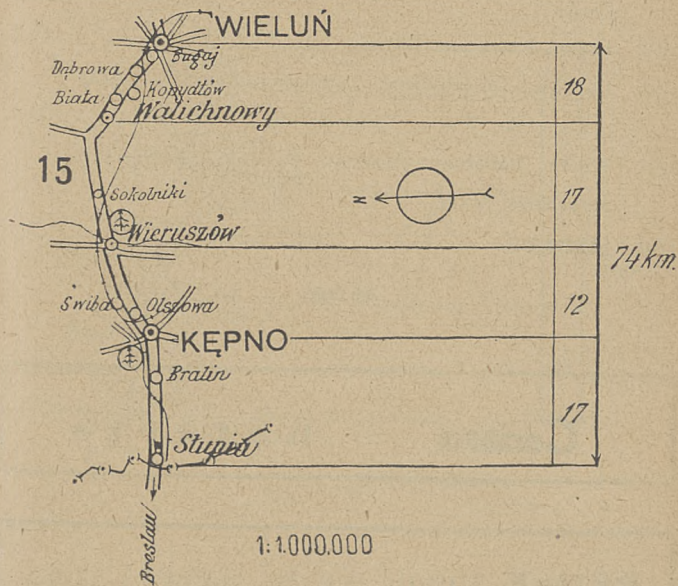 WIELUŃ
Bugaj
Dąbrowa
Kopydłów
Biała
Walichnowy
18
15
Sokolniki
N
17
Wieruszów
74 km.
Świba
Olszowa
12
KĘPNO
Bralin
17
Słupia
Breslau
1:1.000.000